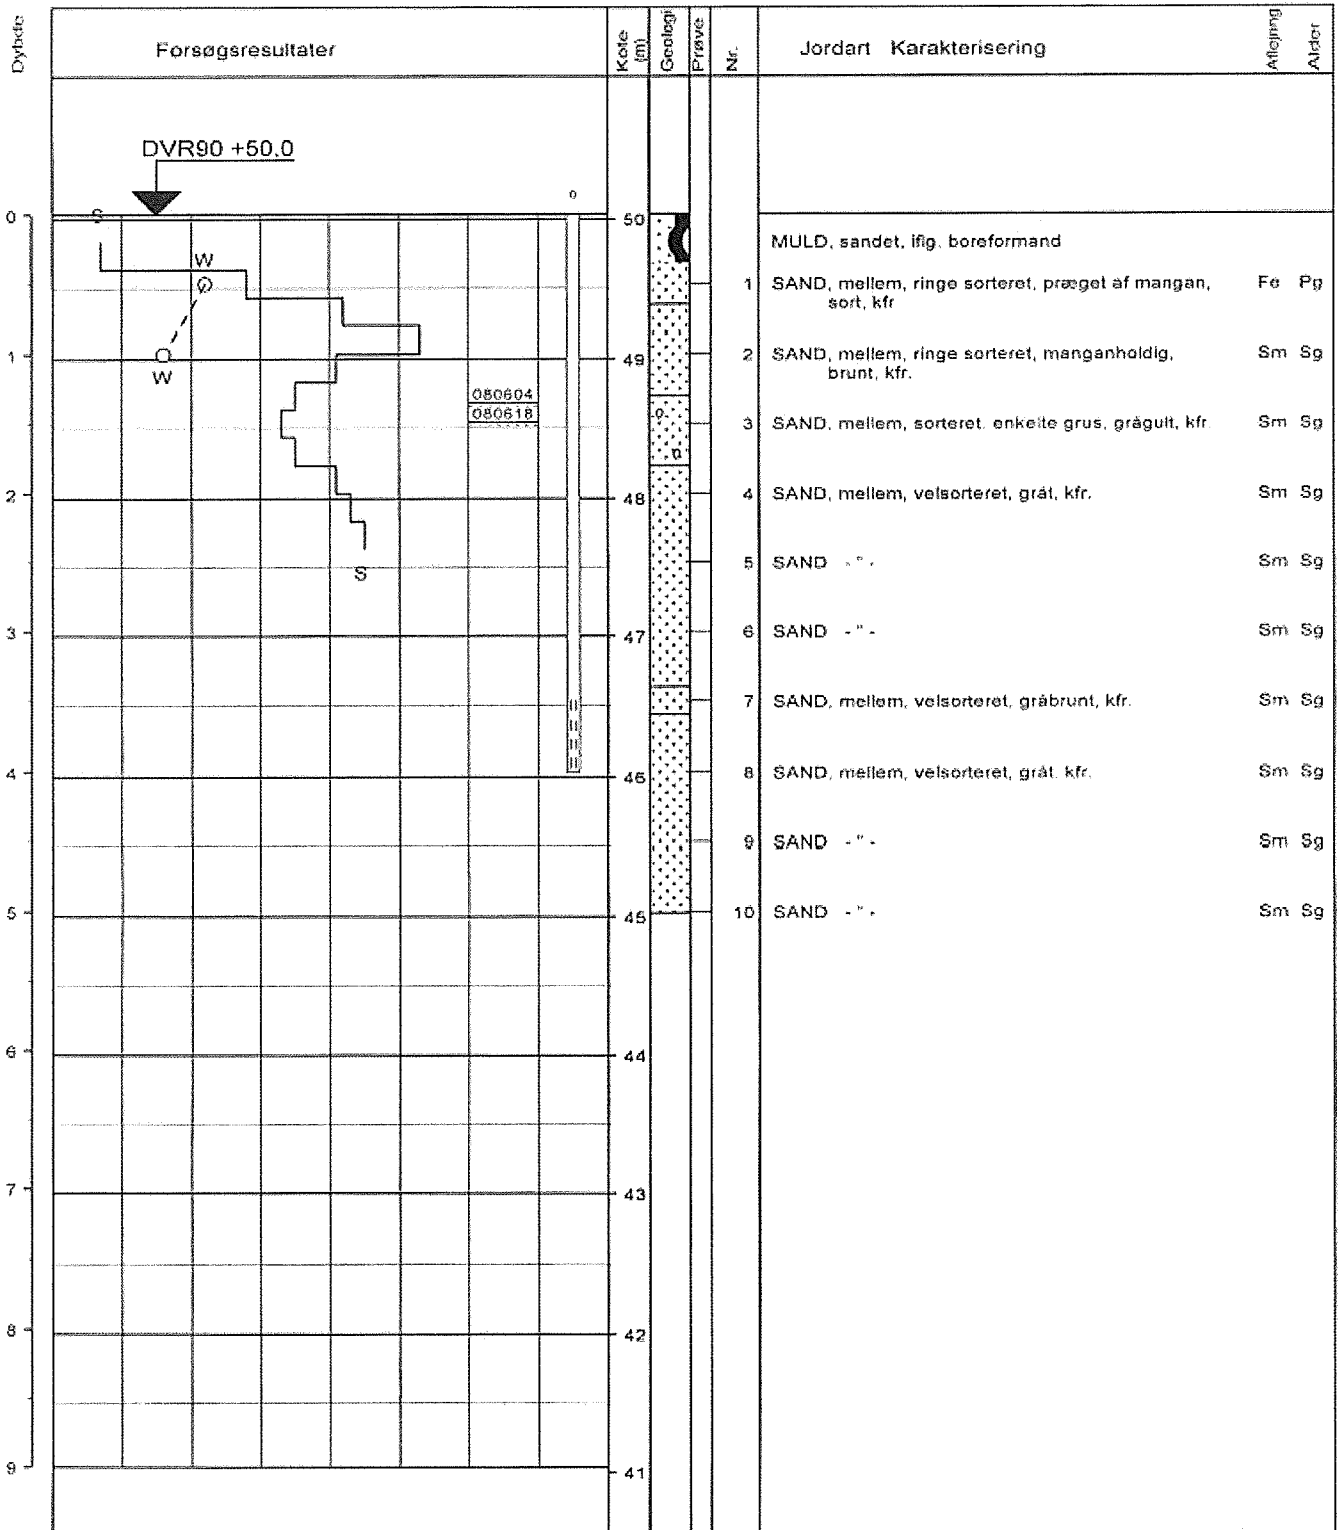 Dybde
Forsøgsresultater
Kote (m)
Geologi
Prøve
Nr.
Jordart Karakterisering
Aflejring
Alder
DVR90 +50,0
0
S
W
W
080604
080618
S
1
2
3
4
5
6
7
8
9
50
49
48
47
46
45
44
43
42
41
MULD, sandet, iflg. boreformand
1 SAND, mellem, ringe sorteret, præget af mangan, Fe Pg
sort, kfr
2 SAND, mellem, ringe sorteret, manganholdig, Sm Sg
brunt, kfr.
3 SAND, mellem, sorteret, enkelte grus, grågult, kfr. Sm Sg
4 SAND, mellem, velsorteret, gråt, kfr. Sm Sg
5 SAND -"- Sm Sg
6 SAND -"- Sm Sg
7 SAND, mellem, velsorteret, gråbrunt, kfr. Sm Sg
8 SAND, mellem, velsorteret, gråt, kfr. Sm Sg
9 SAND -"- Sm Sg
10 SAND -"- Sm Sg